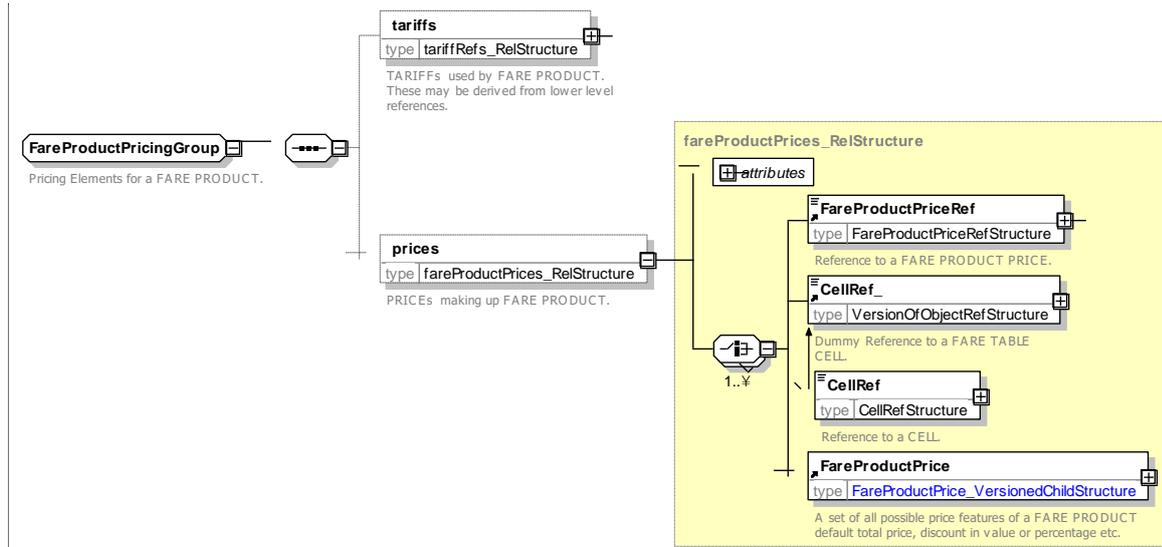 tariffs
type tariffRefs_RelStructure
TARIFFs used by FARE PRODUCT.
These may be derived from lower level
references.
FareProductPricingGroup
Pricing Elements for a FARE PRODUCT.
prices
type fareProductPrices_RelStructure
PRICEs making up FARE PRODUCT.
fareProductPrices_RelStructure
attributes
FareProductPriceRef
type FareProductPriceRefStructure
Reference to a FARE PRODUCT PRICE.
CellRef_
type VersionOfObjectRefStructure
Dummy Reference to a FARE TABLE
CELL.
1..¥
CellRef
type CellRefStructure
Reference to a CELL.
FareProductPrice
type FareProductPrice_VersionedChildStructure
A set of all possible price features of a FARE PRODUCT
default total price, discount in value or percentage etc.